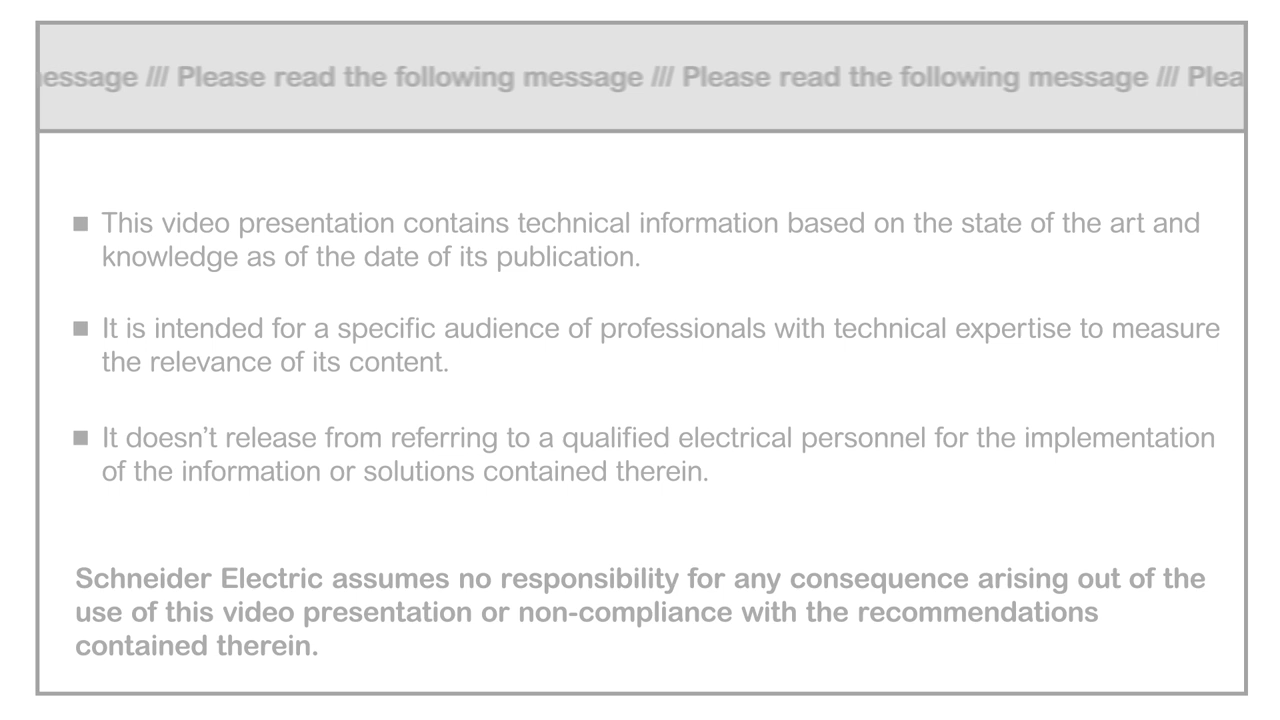 essage /// Please read the following message /// Please read the following message /// Plea
■ This video presentation contains technical information based on the state of the art and
knowledge as of the date of its publication.
■ It is intended for a specific audience of professionals with technical expertise to measure
the relevance of its content.
■ It doesn’t release from referring to a qualified electrical personnel for the implementation
of the information or solutions contained therein.
Schneider Electric assumes no responsibility for any consequence arising out of the
use of this video presentation or non-compliance with the recommendations
contained therein.